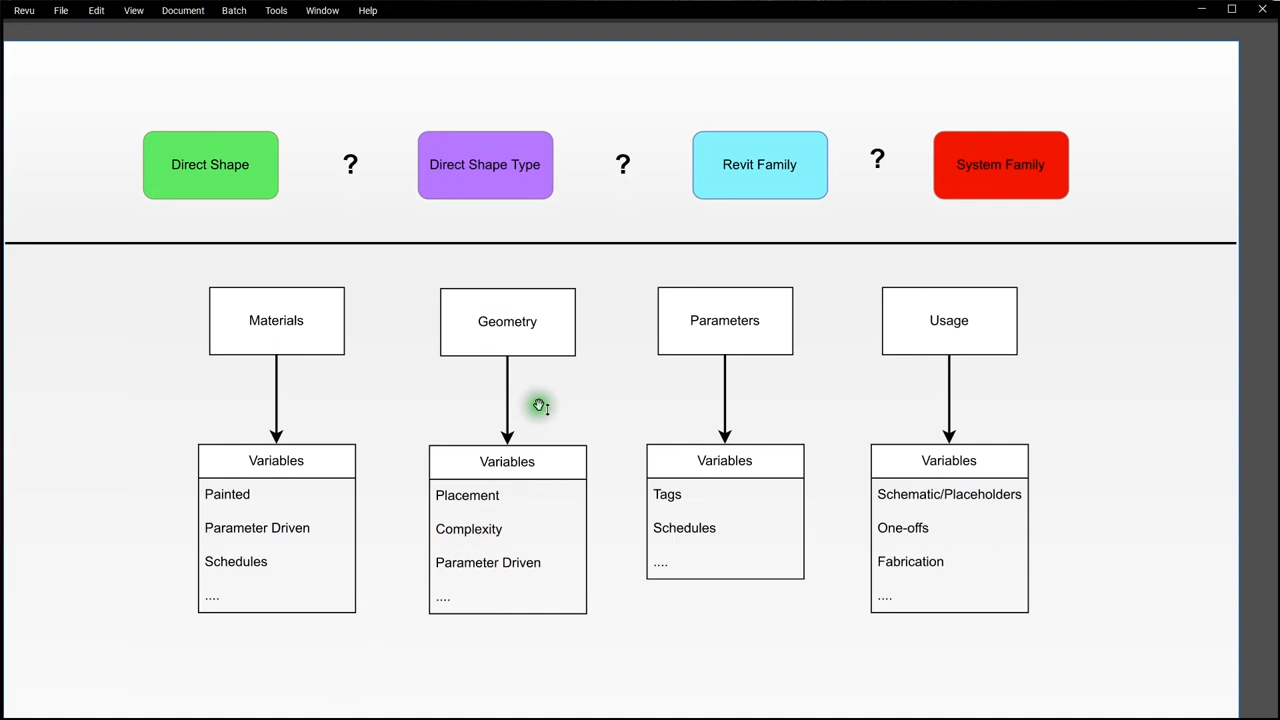 Revu File Edit View Document Batch Tools Window Help
Direct Shape ? Direct Shape Type ? Revit Family ? System Family
Materials Geometry Parameters Usage
Variables
Painted
Parameter Driven
Schedules
....
Variables
Placement
Complexity
Parameter Driven
....
Variables
Tags
Schedules
....
Variables
Schematic/Placeholders
One-offs
Fabrication
....